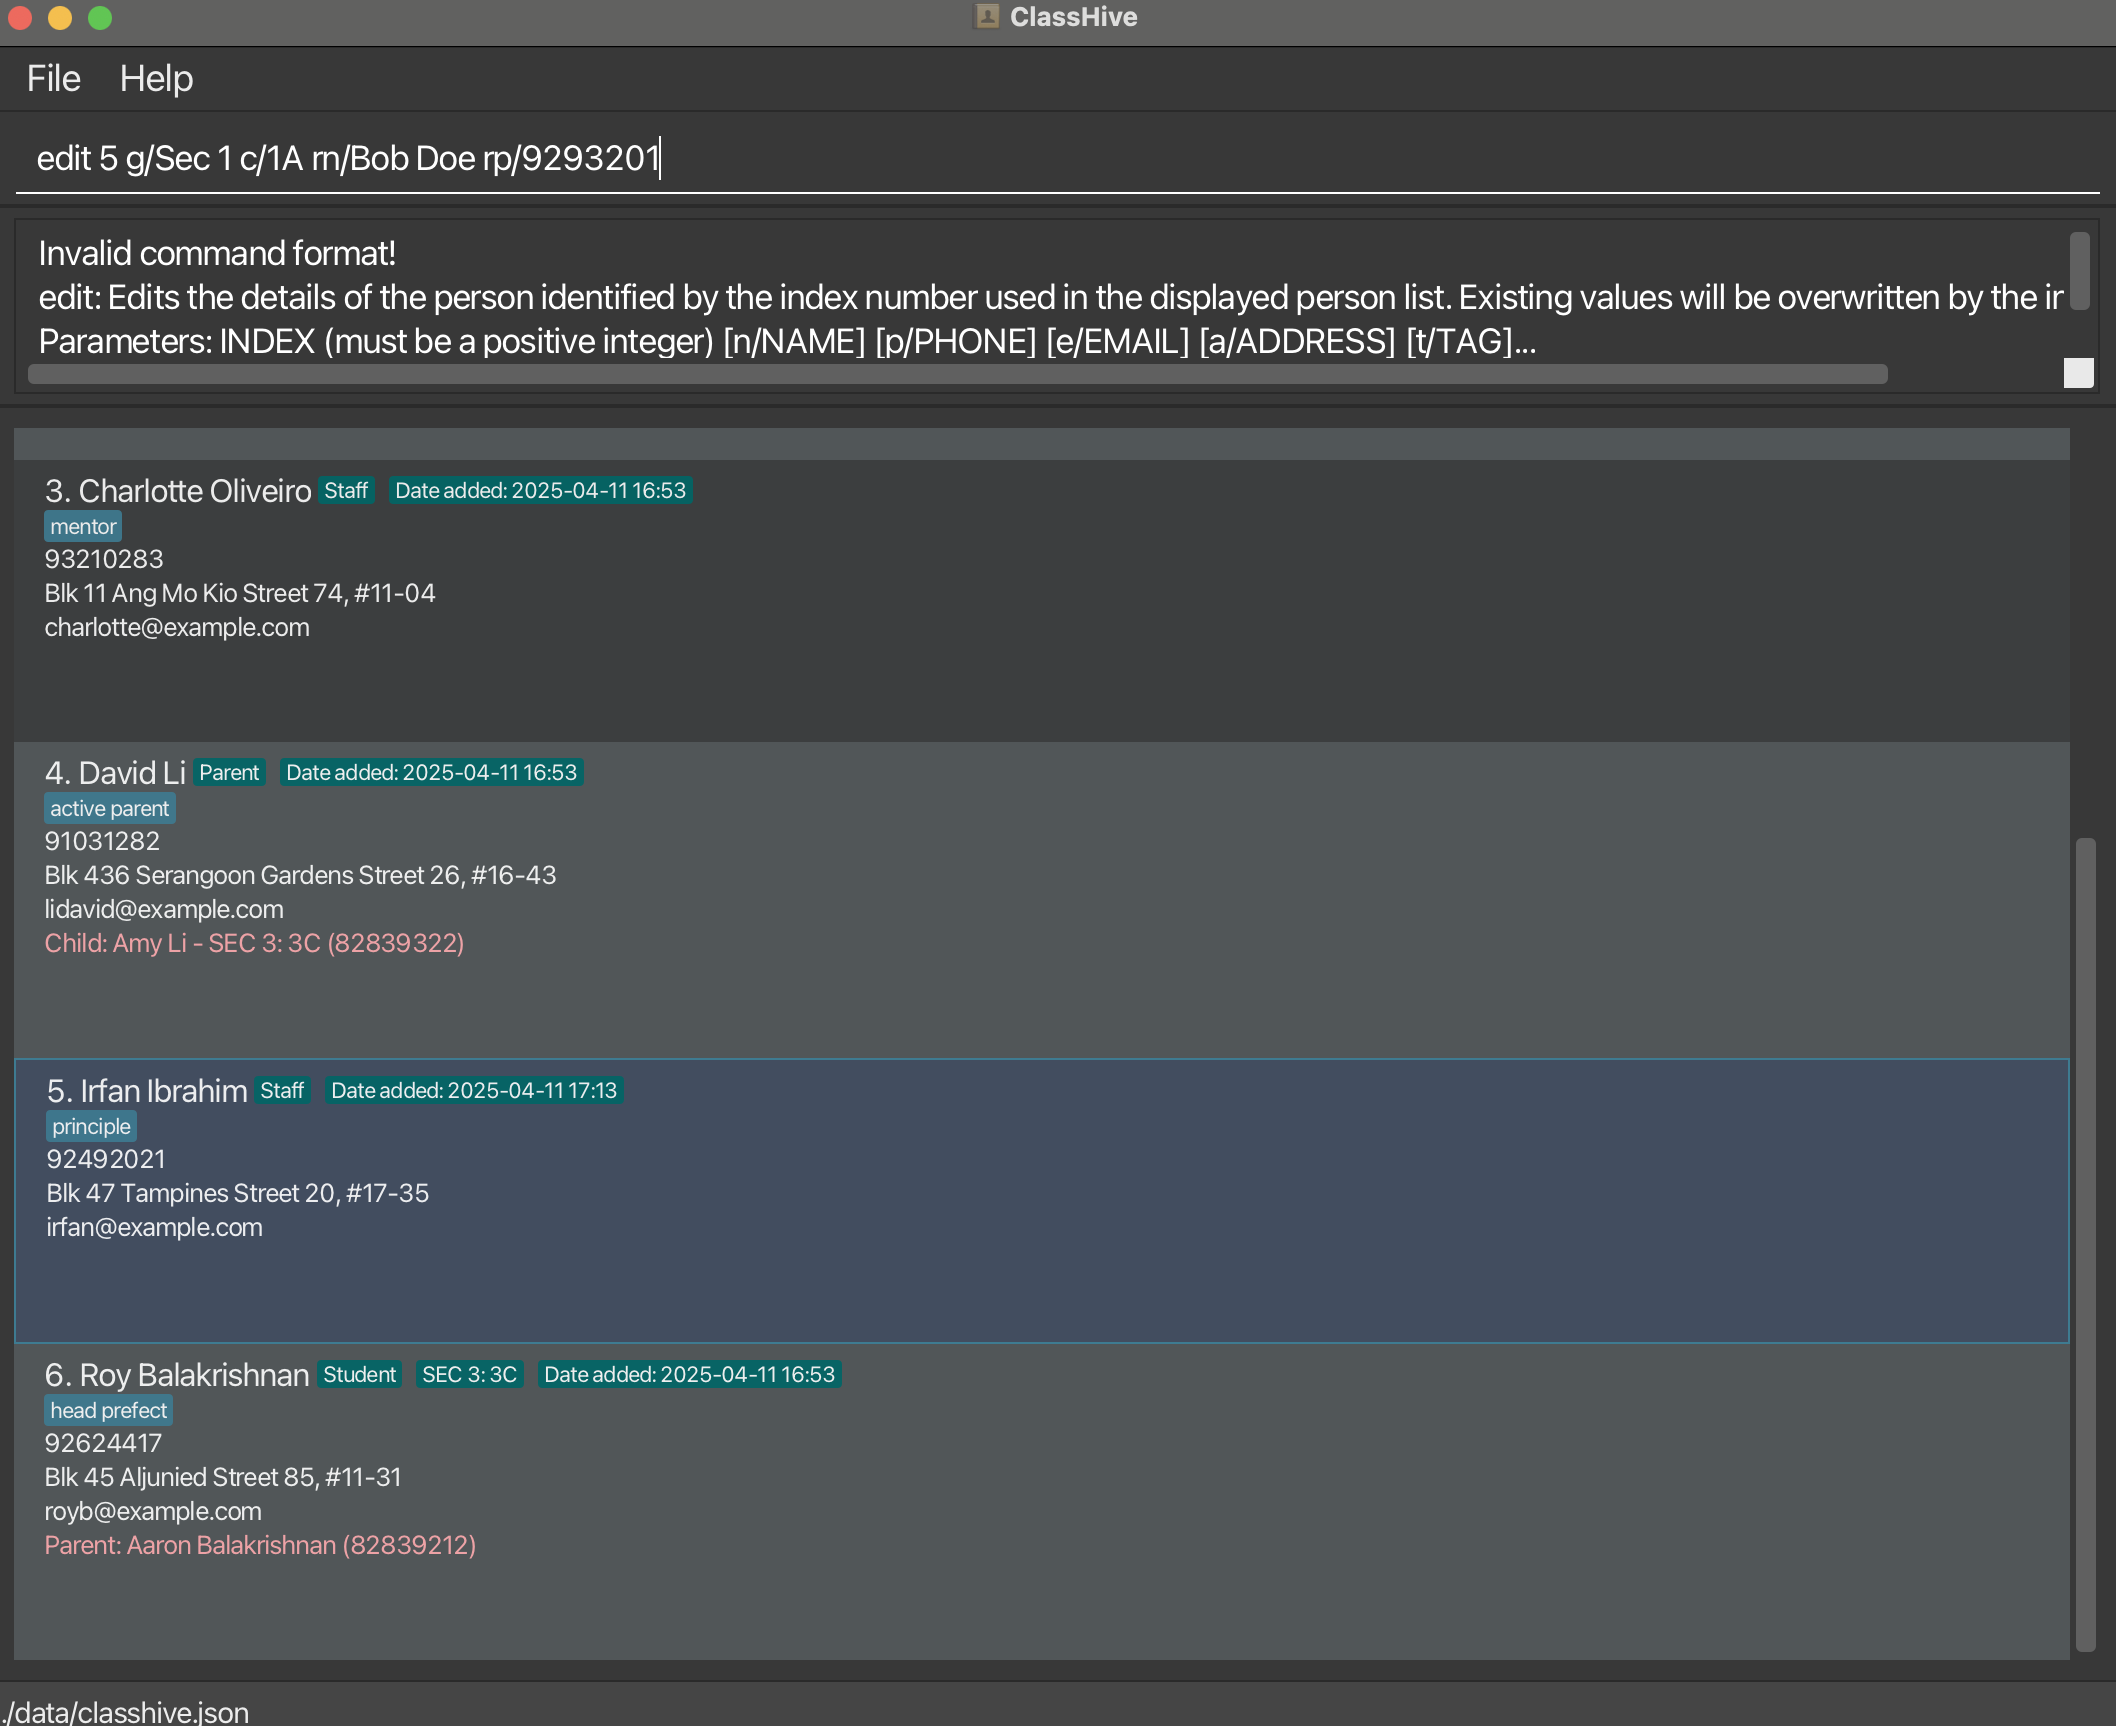 ClassHive
File Help
edit 5 g/Sec 1 c/1A rn/Bob Doe rp/9293201
Invalid command format!
edit: Edits the details of the person identified by the index number used in the displayed person list. Existing values will be overwritten by the
Parameters: INDEX (must be a positive integer) [n/NAME] [p/PHONE] [e/EMAIL] [a/ADDRESS] [t/TAG]...
3. Charlotte Oliveiro Staff Date added: 2025-04-11 16:53
mentor
93210283
Blk 11 Ang Mo Kio Street 74, #11-04
charlotte@example.com
4. David Li Parent Date added: 2025-04-11 16:53
active parent
91031282
Blk 436 Serangoon Gardens Street 26, #16-43
lidavid@example.com
Child: Amy Li - SEC 3: 3C (82839322)
5. Irfan Ibrahim Staff Date added: 2025-04-11 17:13
principle
92492021
Blk 47 Tampines Street 20, #17-35
irfan@example.com
6. Roy Balakrishnan Student SEC 3: 3C Date added: 2025-04-11 16:53
head prefect
92624417
Blk 45 Aljunied Street 85, #11-31
royb@example.com
Parent: Aaron Balakrishnan (82839212)
./data/classhive.json